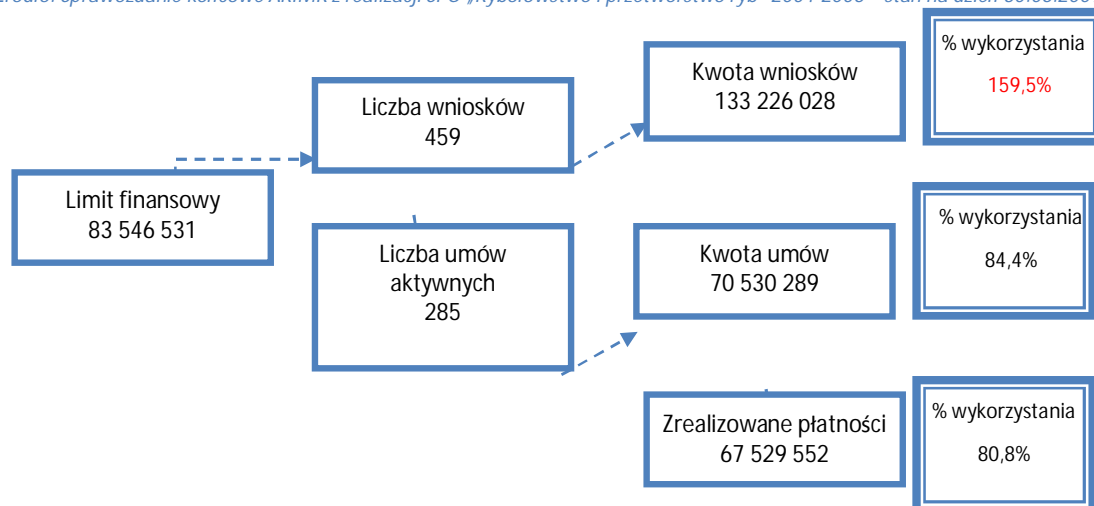 % wykorzystania
159,5%
Kwota wniosków
133 226 028
Liczba wniosków
459
Limit finansowy
83 546 531
% wykorzystania
84,4%
Kwota umów
70 530 289
Liczba umów
aktywnych
285
Zrealizowane płatności
67 529 552
% wykorzystania
80,8%